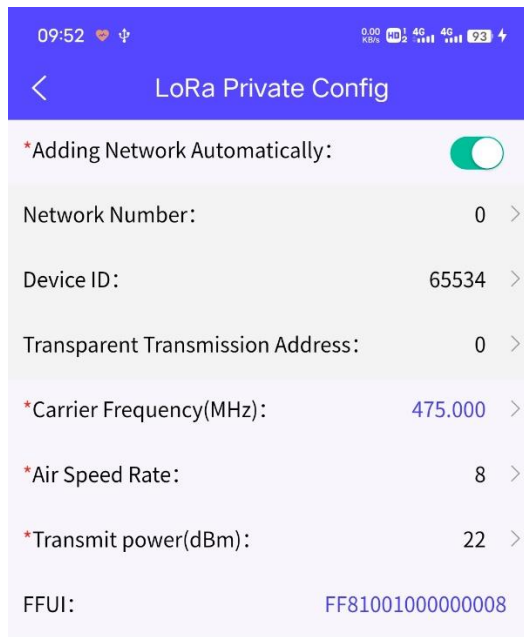 09:52 0.00 KB/s HD 1 2 4G 4G 93
LoRa Private Config
*Adding Network Automatically:
Network Number: 0
Device ID: 65534
Transparent Transmission Address: 0
*Carrier Frequency(MHz): 475.000
*Air Speed Rate: 8
*Transmit power(dBm): 22
FFUI: FF81001000000008